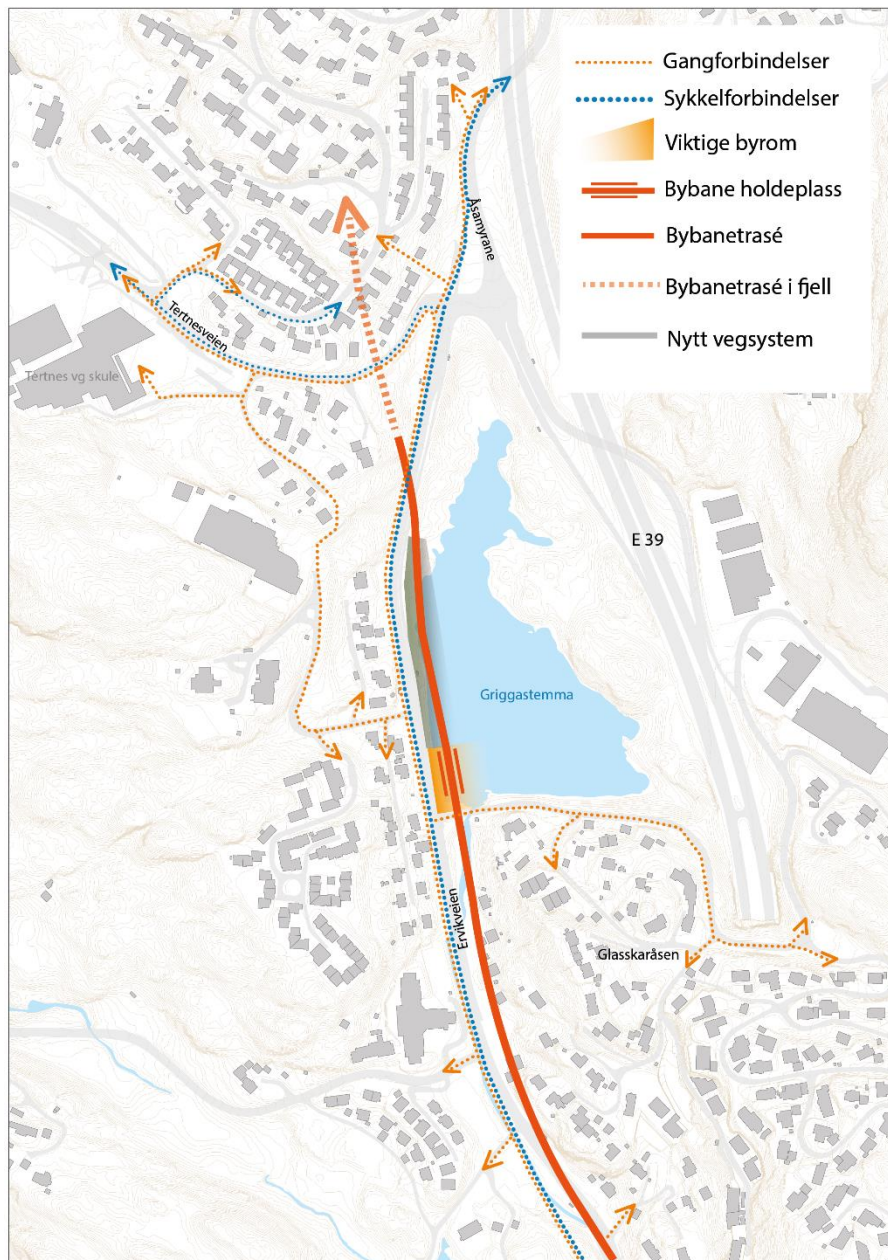 Gangforbindelser
Sykkelforbindelser
Viktige byrom
Bybane holdeplass
Bybanetrasé
Bybanetrasé i fjell
Nytt vegsystem
Åsamyrane
Tertnesveien
Tertnes vg skule
E 39
Griggastemma
Ervikveien
Glasskaråsen